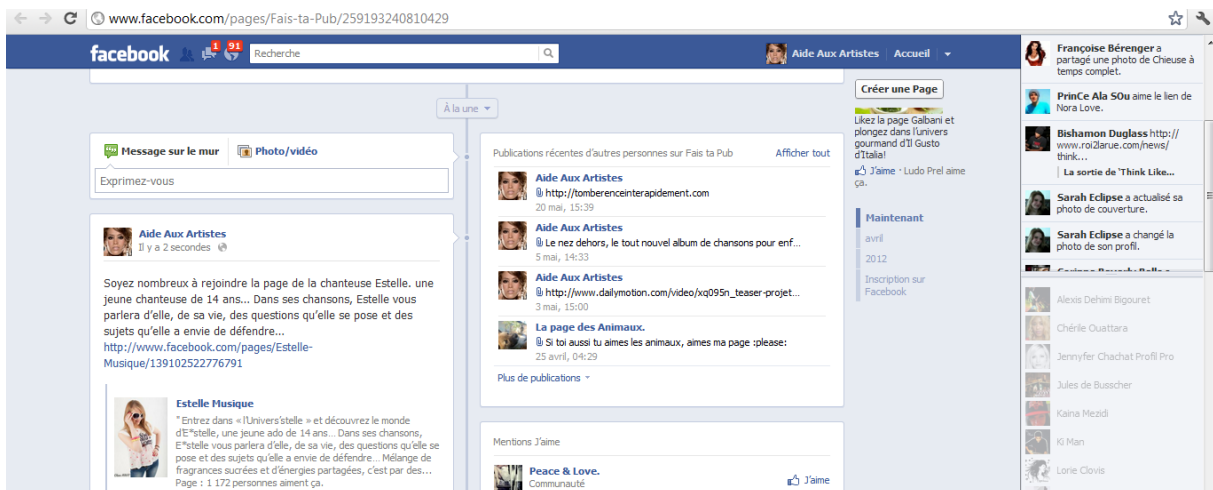 www.facebook.com/pages/Fais-ta-Pub/259193240810429
facebook
1
91
Recherche
Aide Aux Artistes
Accueil
À la une
Message sur le mur
Photo/vidéo
Exprimez-vous
Aide Aux Artistes
Il y a 2 secondes
Soyez nombreux à rejoindre la page de la chanteuse Estelle. une
jeune chanteuse de 14 ans... Dans ses chansons, Estelle vous
parlera d'elle, de sa vie, des questions qu'elle se pose et des
sujets qu'elle a envie de défendre...
http://www.facebook.com/pages/Estelle-
Musique/139102522776791
Estelle Musique
" Entrez dans « l'Univers'stelle » et découvrez le monde
d'E*stelle, une jeune ado de 14 ans... Dans ses chansons,
E*stelle vous parlera d'elle, de sa vie, des questions qu'elle se
pose et des sujets qu'elle a envie de défendre... Mélange de
fragrances sucrées et d'énergies partagées, c'est par des...
Page : 1 172 personnes aiment ça.
Publications récentes d'autres personnes sur Fais ta Pub
Afficher tout
Aide Aux Artistes
http://tomberenceinterapidement.com
20 mai, 15:39
Aide Aux Artistes
Le nez dehors, le tout nouvel album de chansons pour enf...
5 mai, 14:33
Aide Aux Artistes
http://www.dailymotion.com/video/xq095n_teaser-projet...
3 mai, 15:00
La page des Animaux.
Si toi aussi tu aimes les animaux, aimes ma page :please:
25 avril, 04:29
Plus de publications
Mentions J'aime
Peace & Love.
Communauté
J'aime
Créer une Page
Likez la page Galbani et
plongez dans l'univers
gourmand d'Il Gusto
d'Italia!
J'aime · Ludo Prel aime
ça.
Maintenant
avril
2012
Inscription sur
Facebook
Françoise Bérenger a
partagé une photo de Chieuse à
temps complet.
PrinCe Ala SOu aime le lien de
Nora Love.
Bishamon Duglass http://
www.roi2larue.com/news/
think...
La sortie de 'Think Like...
Sarah Eclipse a actualisé sa
photo de couverture.
Sarah Eclipse a changé la
photo de son profil.
Alexis Dehimi Bigouret
Chérile Ouattara
Jennyfer Chachat Profil Pro
Jules de Busscher
Kaina Mezidi
Ki Man
Lorie Clovis